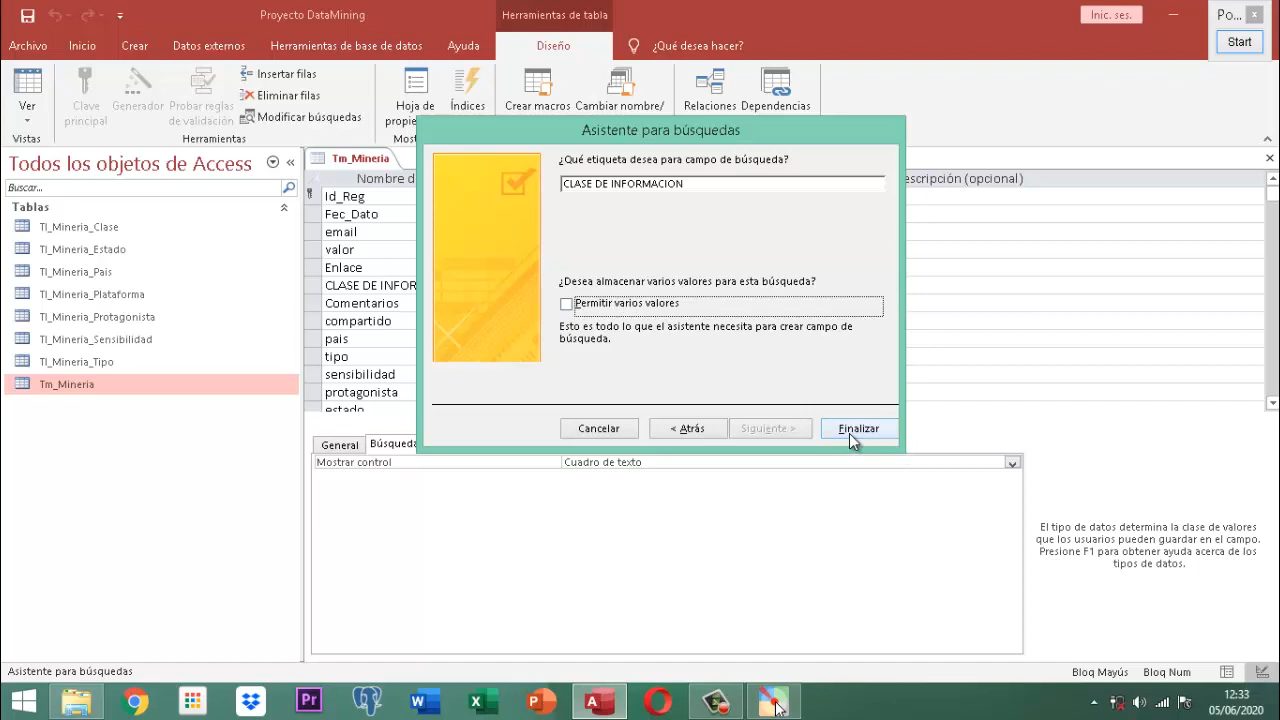 Proyecto DataMining
Herramientas de tabla
Inic. ses.
Po...
Archivo
Inicio
Crear
Datos externos
Herramientas de base de datos
Ayuda
Diseño
¿Qué desea hacer?
Start
Ver
Clave principal
Generador
Probar reglas de validación
Insertar filas
Eliminar filas
Modificar búsquedas
Hoja de
Índices
Crear macros
Cambiar nombre/
Relaciones
Dependencias
propie
Vistas
Herramientas
Mos
Todos los objetos de Access
Buscar...
Tablas
Tl_Mineria_Clase
Tl_Mineria_Estado
Tl_Mineria_Pais
Tl_Mineria_Plataforma
Tl_Mineria_Protagonista
Tl_Mineria_Sensibilidad
Tl_Mineria_Tipo
Tm_Mineria
Tm_Mineria
Nombre d
escripción (opcional)
Id_Reg
Fec_Dato
email
valor
Enlace
CLASE DE INFOR
Comentarios
compartido
pais
tipo
sensibilidad
protagonista
estado
Asistente para búsquedas
¿Qué etiqueta desea para campo de búsqueda?
CLASE DE INFORMACION
¿Desea almacenar varios valores para esta búsqueda?
Permitir varios valores
Esto es todo lo que el asistente necesita para crear campo de
búsqueda.
Cancelar
< Atrás
Siguiente >
Finalizar
General
Búsqueda
Mostrar control
Cuadro de texto
El tipo de datos determina la clase de valores
que los usuarios pueden guardar en el campo.
Presione F1 para obtener ayuda acerca de los
tipos de datos.
Asistente para búsquedas
Bloq Mayús
Bloq Num
Pr
12:33
05/06/2020